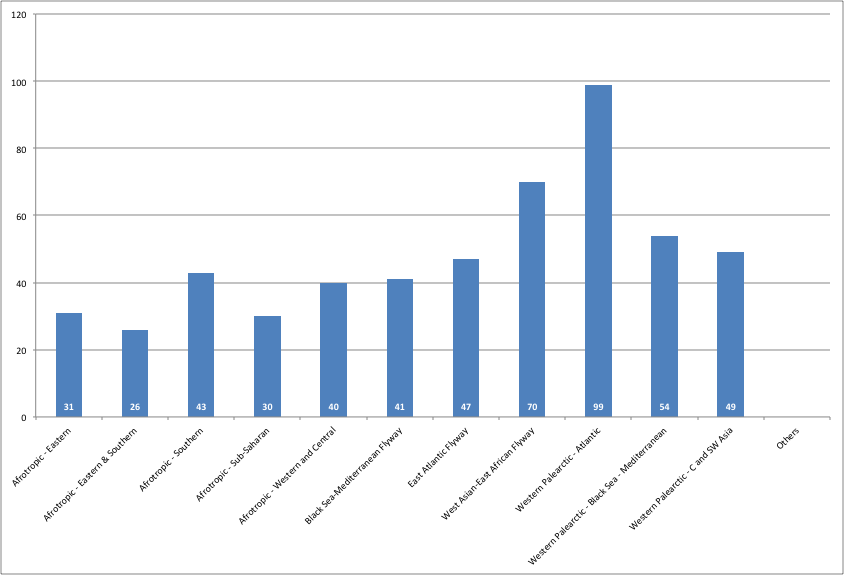 120
100
80
60
40
20
0
31
26
43
30
40
41
47
70
99
54
49
Afrotropic - Eastern
Afrotropic - Eastern & Southern
Afrotropic - Southern
Afrotropic - Sub-Saharan
Afrotropic - Western and Central
Black Sea-Mediterranean Flyway
East Atlantic Flyway
West Asian-East African Flyway
Western Palearctic - Atlantic
Western Palearctic - Black Sea - Mediterranean
Western Palearctic - C and SW Asia
Others